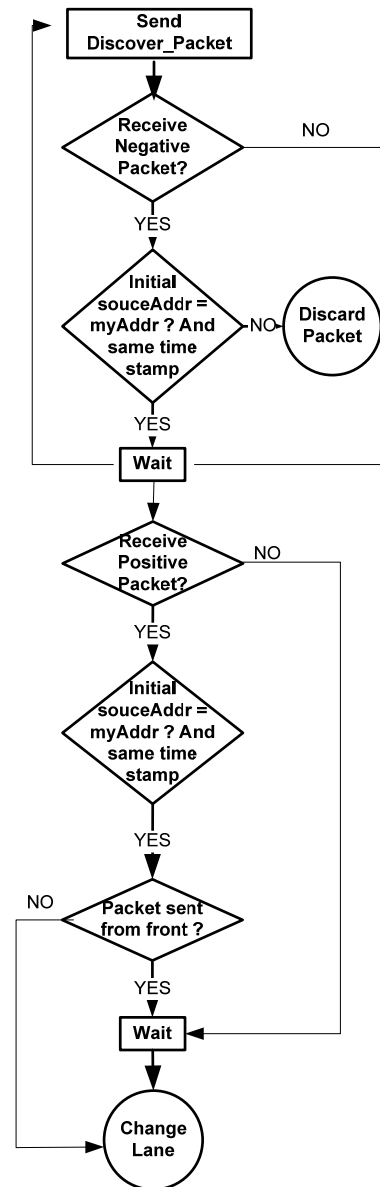 Send
Discover_Packet
Receive
Negative
Packet?
NO
YES
Initial
souceAddr =
myAddr ? And
same time
stamp
NO
Discard
Packet
YES
Wait
Receive
Positive
Packet?
NO
YES
Initial
souceAddr =
myAddr ? And
same time
stamp
YES
NO
Packet sent
from front ?
YES
Wait
Change
Lane